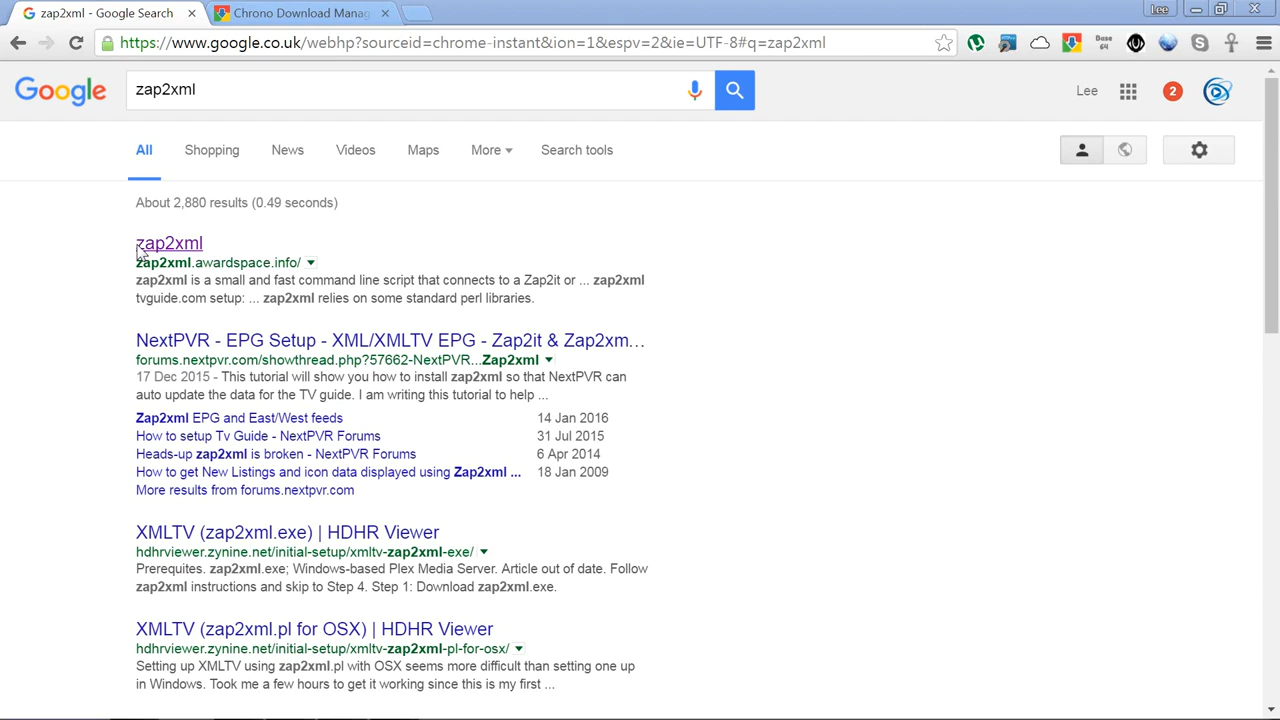 zap2xml - Google Search
Chrono Download Manag
Lee
https://www.google.co.uk/webhp?sourceid=chrome-instant&ion=1&espv=2&ie=UTF-8#q=zap2xml
Base 64
Google
zap2xml
Lee
2
All
Shopping
News
Videos
Maps
More
Search tools
About 2,880 results (0.49 seconds)
zap2xml
zap2xml.awardspace.info/
zap2xml is a small and fast command line script that connects to a Zap2it or ... zap2xml
tvguide.com setup: ... zap2xml relies on some standard perl libraries.
NextPVR - EPG Setup - XML/XMLTV EPG - Zap2it & Zap2xm...
forums.nextpvr.com/showthread.php?57662-NextPVR...Zap2xml
17 Dec 2015 - This tutorial will show you how to install zap2xml so that NextPVR can
auto update the data for the TV guide. I am writing this tutorial to help ...
Zap2xml EPG and East/West feeds 14 Jan 2016
How to setup Tv Guide - NextPVR Forums 31 Jul 2015
Heads-up zap2xml is broken - NextPVR Forums 6 Apr 2014
How to get New Listings and icon data displayed using Zap2xml ... 18 Jan 2009
More results from forums.nextpvr.com
XMLTV (zap2xml.exe) | HDHR Viewer
hdhrviewer.zynine.net/initial-setup/xmltv-zap2xml-exe/
Prerequites. zap2xml.exe; Windows-based Plex Media Server. Article out of date. Follow
zap2xml instructions and skip to Step 4. Step 1: Download zap2xml.exe.
XMLTV (zap2xml.pl for OSX) | HDHR Viewer
hdhrviewer.zynine.net/initial-setup/xmltv-zap2xml-pl-for-osx/
Setting up XMLTV using zap2xml.pl with OSX seems more difficult than setting one up
in Windows. Took me a few hours to get it working since this is my first ...